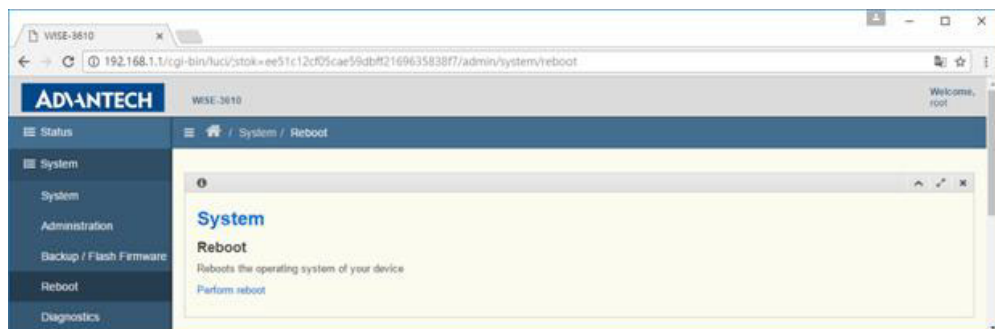 WISE-3610
192.168.1.1/cgi-bin/luci/;stok=ee51c12cf05cae59dbff2169635838f7/admin/system/reboot
ADVANTECH
WISE-3610
Welcome,
root
Status
/ System / Reboot
System
System
Administration
Backup / Flash Firmware
Reboot
Diagnostics
System
Reboot
Reboots the operating system of your device
Perform reboot